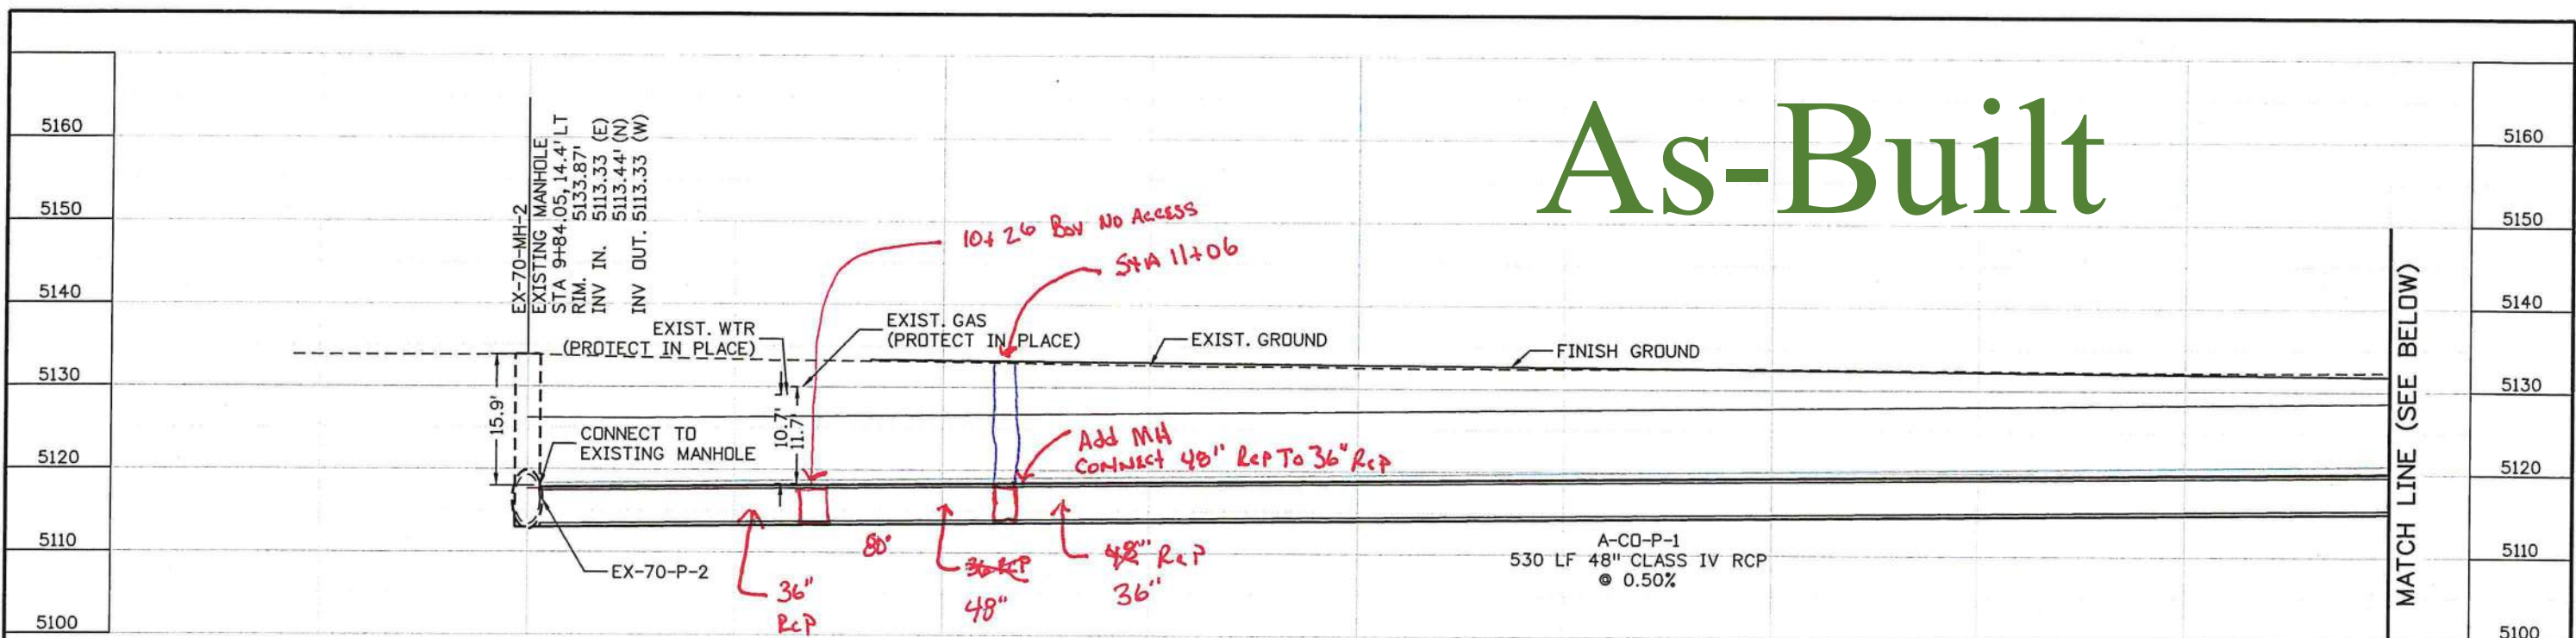 As-Built
5160
5150
5140
5130
5120
5110
5100
EX-70-MH-2
EXISTING MANHOLE
STA 9+84.05, 14.4' LT
RIM. 5133.87'
INV IN. 5113.33 (E)
5113.44' (N)
INV OUT. 5113.33 (W)
10+26 Box No Access
STA 11+06
EXIST. WTR
(PROTECT IN PLACE)
EXIST. GAS
(PROTECT IN PLACE)
EXIST. GROUND
FINISH GROUND
15.9'
10.7'
11.7'
CONNECT TO
EXISTING MANHOLE
Add MH
CONNECT 48" RCP To 36" RCP
EX-70-P-2
36"
RCP
80'
36 RCP
48"
48" RCP
36"
A-CO-P-1
530 LF 48" CLASS IV RCP
@ 0.50%
MATCH LINE (SEE BELOW)
5160
5150
5140
5130
5120
5110
5100